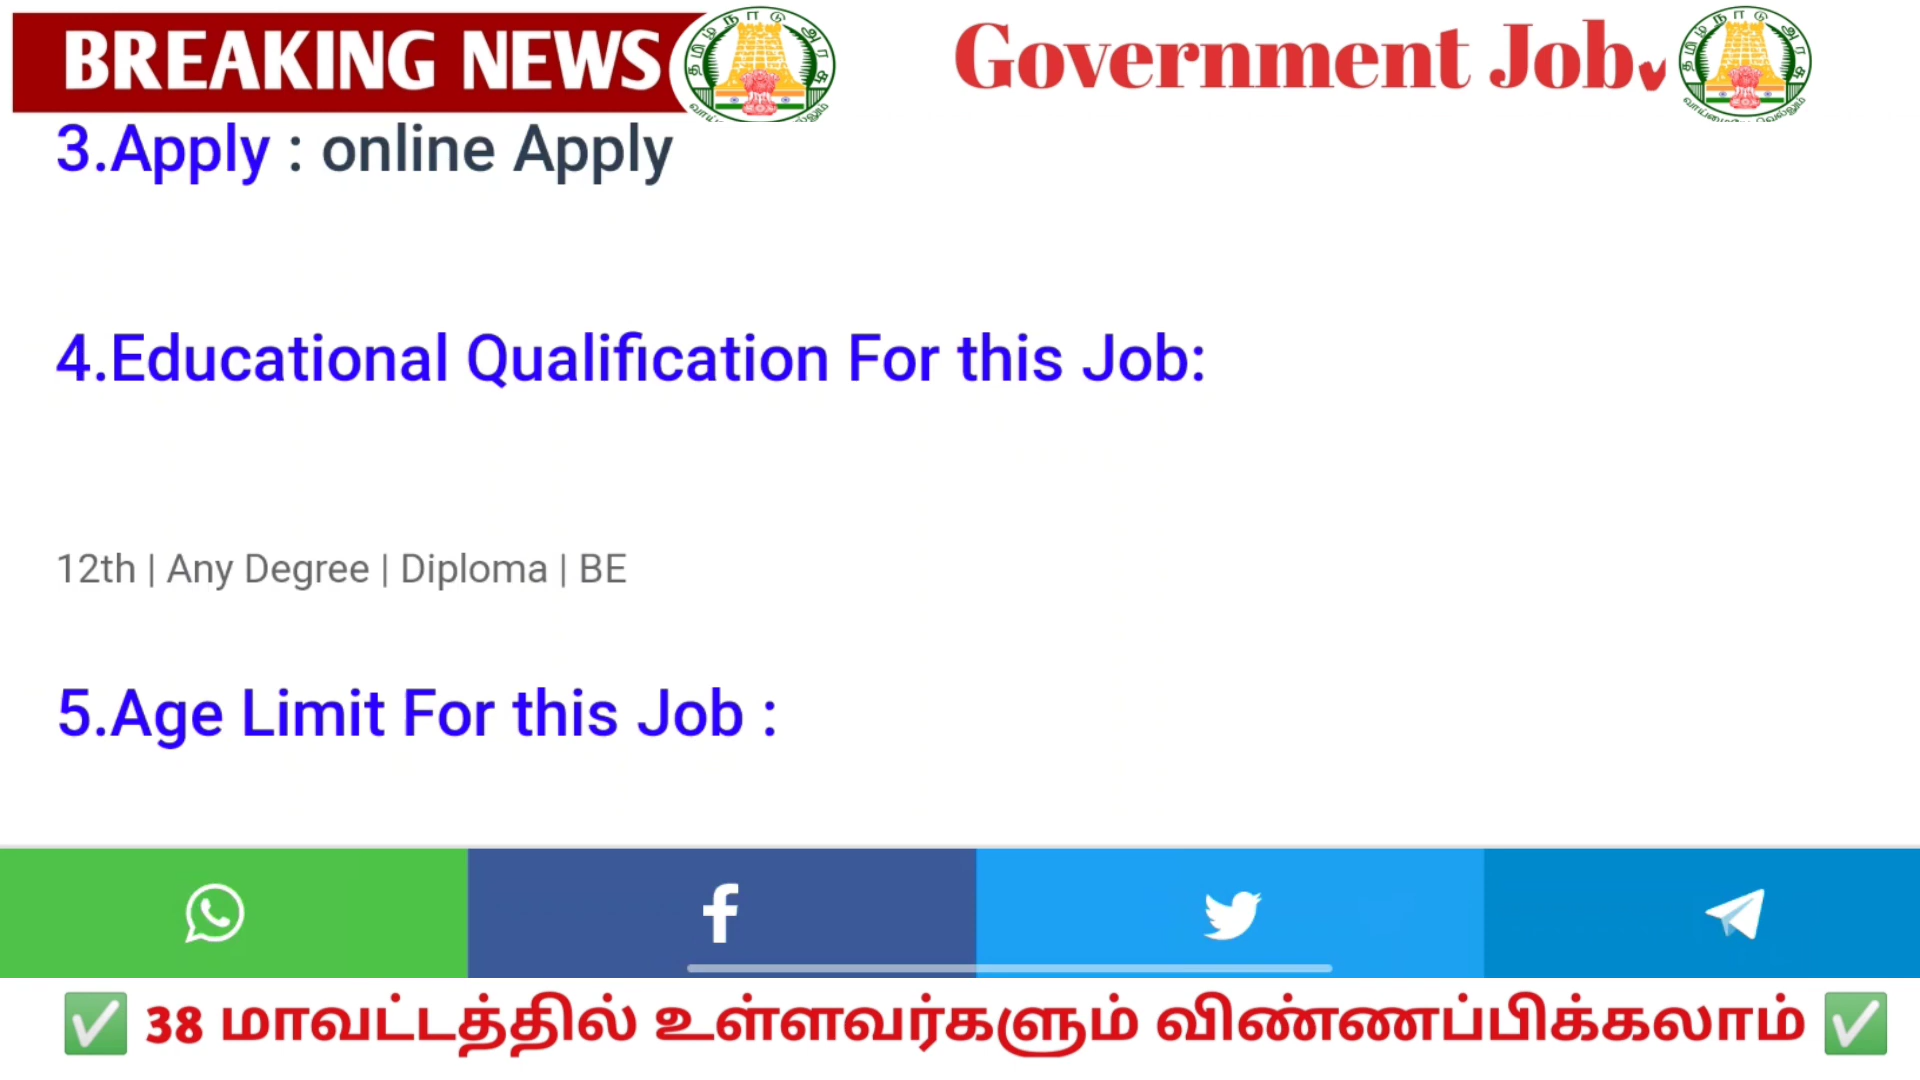 BREAKING NEWS
Government Job
3.Apply : online Apply
4.Educational Qualification For this Job:
12th | Any Degree | Diploma | BE
5.Age Limit For this Job :
38 மாவட்டத்தில் உள்ளவர்களும் விண்ணப்பிக்கலாம்